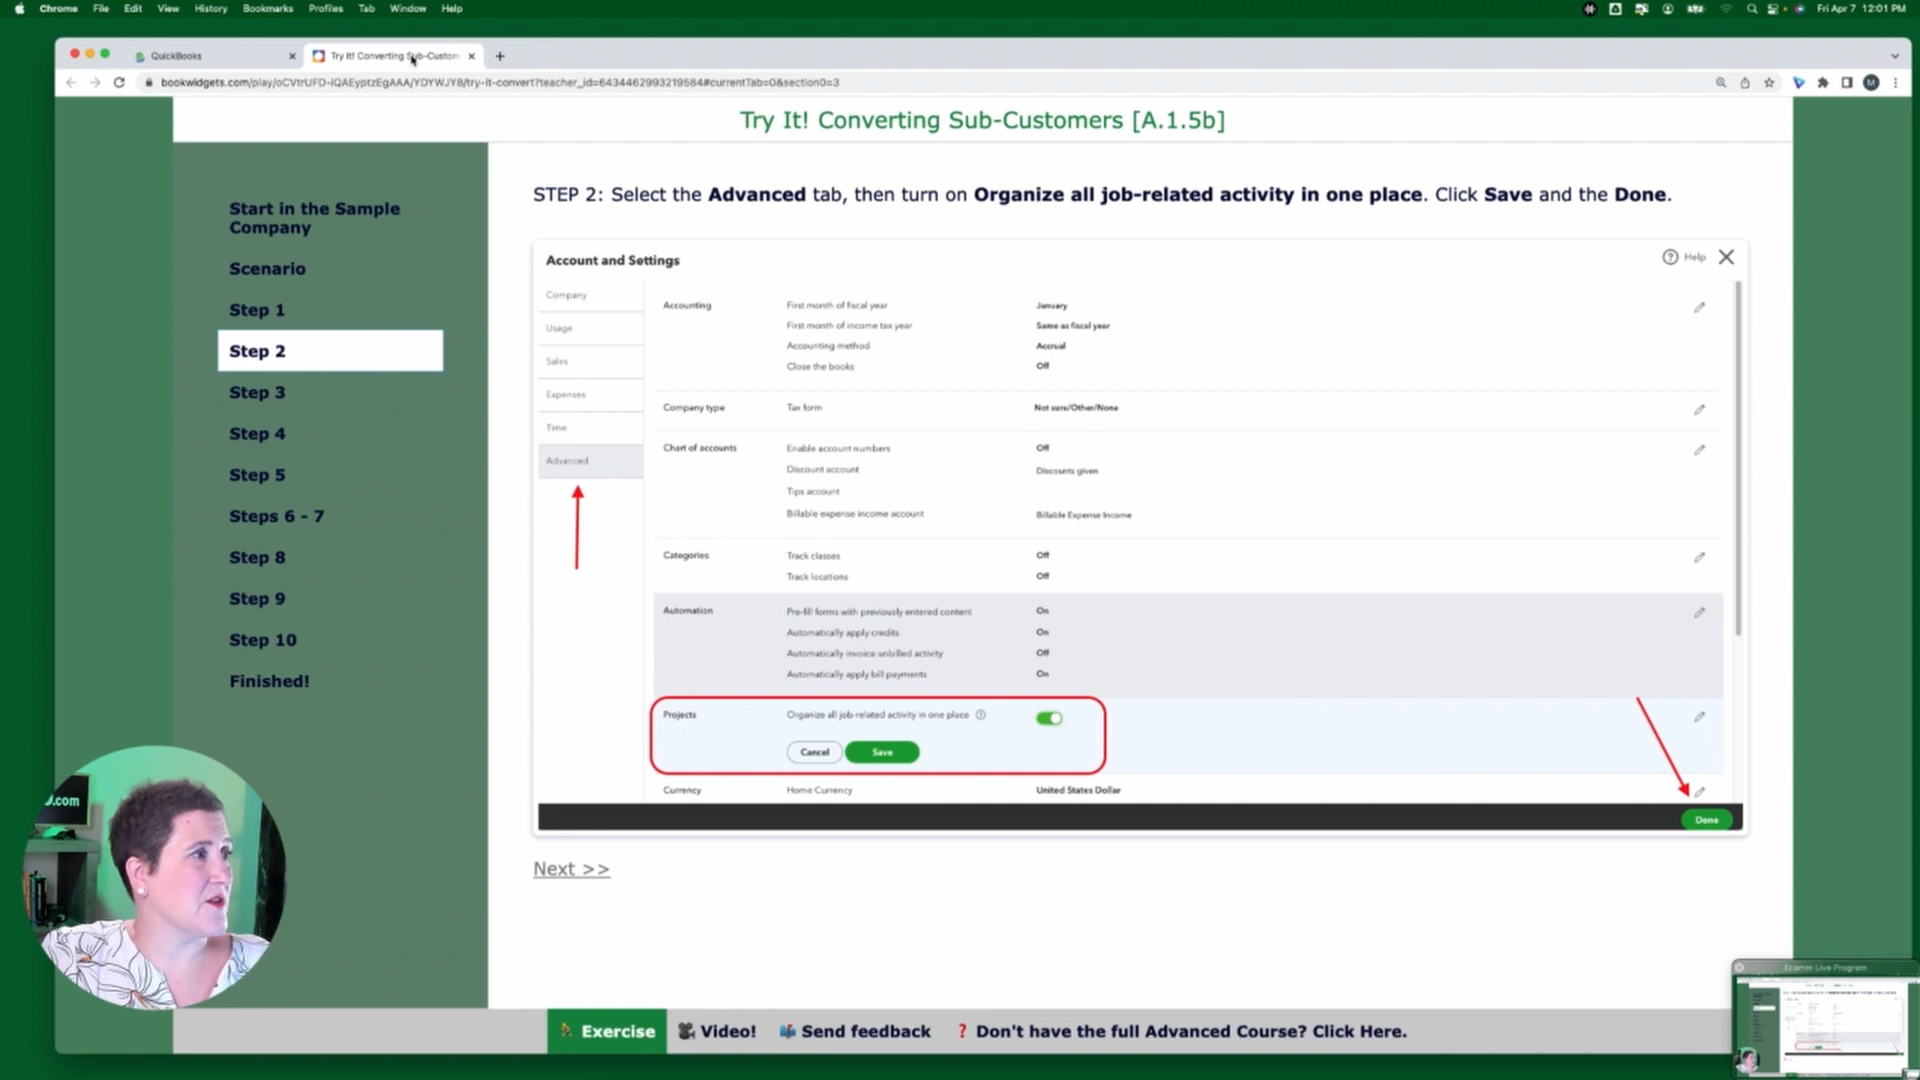 Chrome File Edit View History Bookmarks Profiles Tab Window Help
Fri Apr 7 12:01 PM
QuickBooks
Try It! Converting Sub-Custom
bookwidgets.com/play/oCVtrUFD-iQAEyptzEgAAA/YDYWJY8/try-it-convert?teacher_id=6434462993219584#currentTab=0&section0=3
M
Try It! Converting Sub-Customers [A.1.5b]
Start in the Sample
Company
Scenario
Step 1
Step 2
Step 3
Step 4
Step 5
Steps 6 - 7
Step 8
Step 9
Step 10
Finished!
STEP 2: Select the Advanced tab, then turn on Organize all job-related activity in one place. Click Save and the Done.
Account and Settings
Help
Company
Usage
Sales
Expenses
Time
Advanced
Accounting First month of fiscal year January
First month of income tax year Same as fiscal year
Accounting method Accrual
Close the books Off
Company type Tax form Not sure/Other/None
Chart of accounts Enable account numbers Off
Discount account Discounts given
Tips account
Billable expense income account Billable Expense Income
Categories Track classes Off
Track locations Off
Automation Pre-fill forms with previously entered content On
Automatically apply credits On
Automatically invoice unbilled activity Off
Automatically apply bill payments On
Projects Organize all job-related activity in one place
Cancel Save
Currency Home Currency United States Dollar
Done
Next >>
.com
Exercise Video! Send feedback ? Don't have the full Advanced Course? Click Here.
Ecamm Live Program